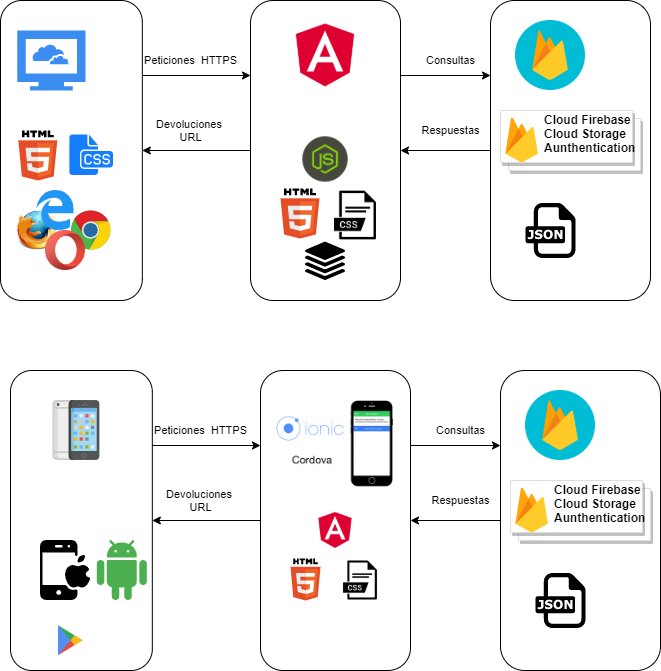 Peticiones HTTPS
Consultas
Devoluciones
URL
Respuestas
Cloud Firebase
Cloud Storage
Aunthentication
HTML
5
CSS
JS
HTML
5
CSS
JSON
Peticiones HTTPS
ionic
Cordova
Consultas
Devoluciones
URL
Respuestas
Cloud Firebase
Cloud Storage
Aunthentication
HTML
5
CSS
JSON